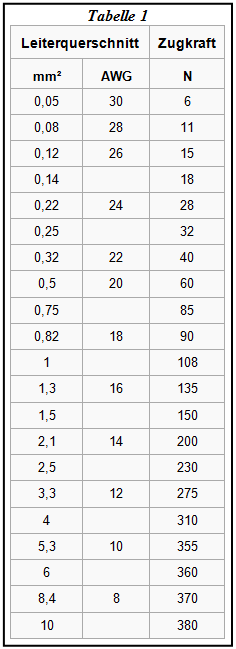 Tabelle 1
Leiterquerschnitt Zugkraft
mm² AWG N
0,05 30 6
0,08 28 11
0,12 26 15
0,14 18
0,22 24 28
0,25 32
0,32 22 40
0,5 20 60
0,75 85
0,82 18 90
1 108
1,3 16 135
1,5 150
2,1 14 200
2,5 230
3,3 12 275
4 310
5,3 10 355
6 360
8,4 8 370
10 380